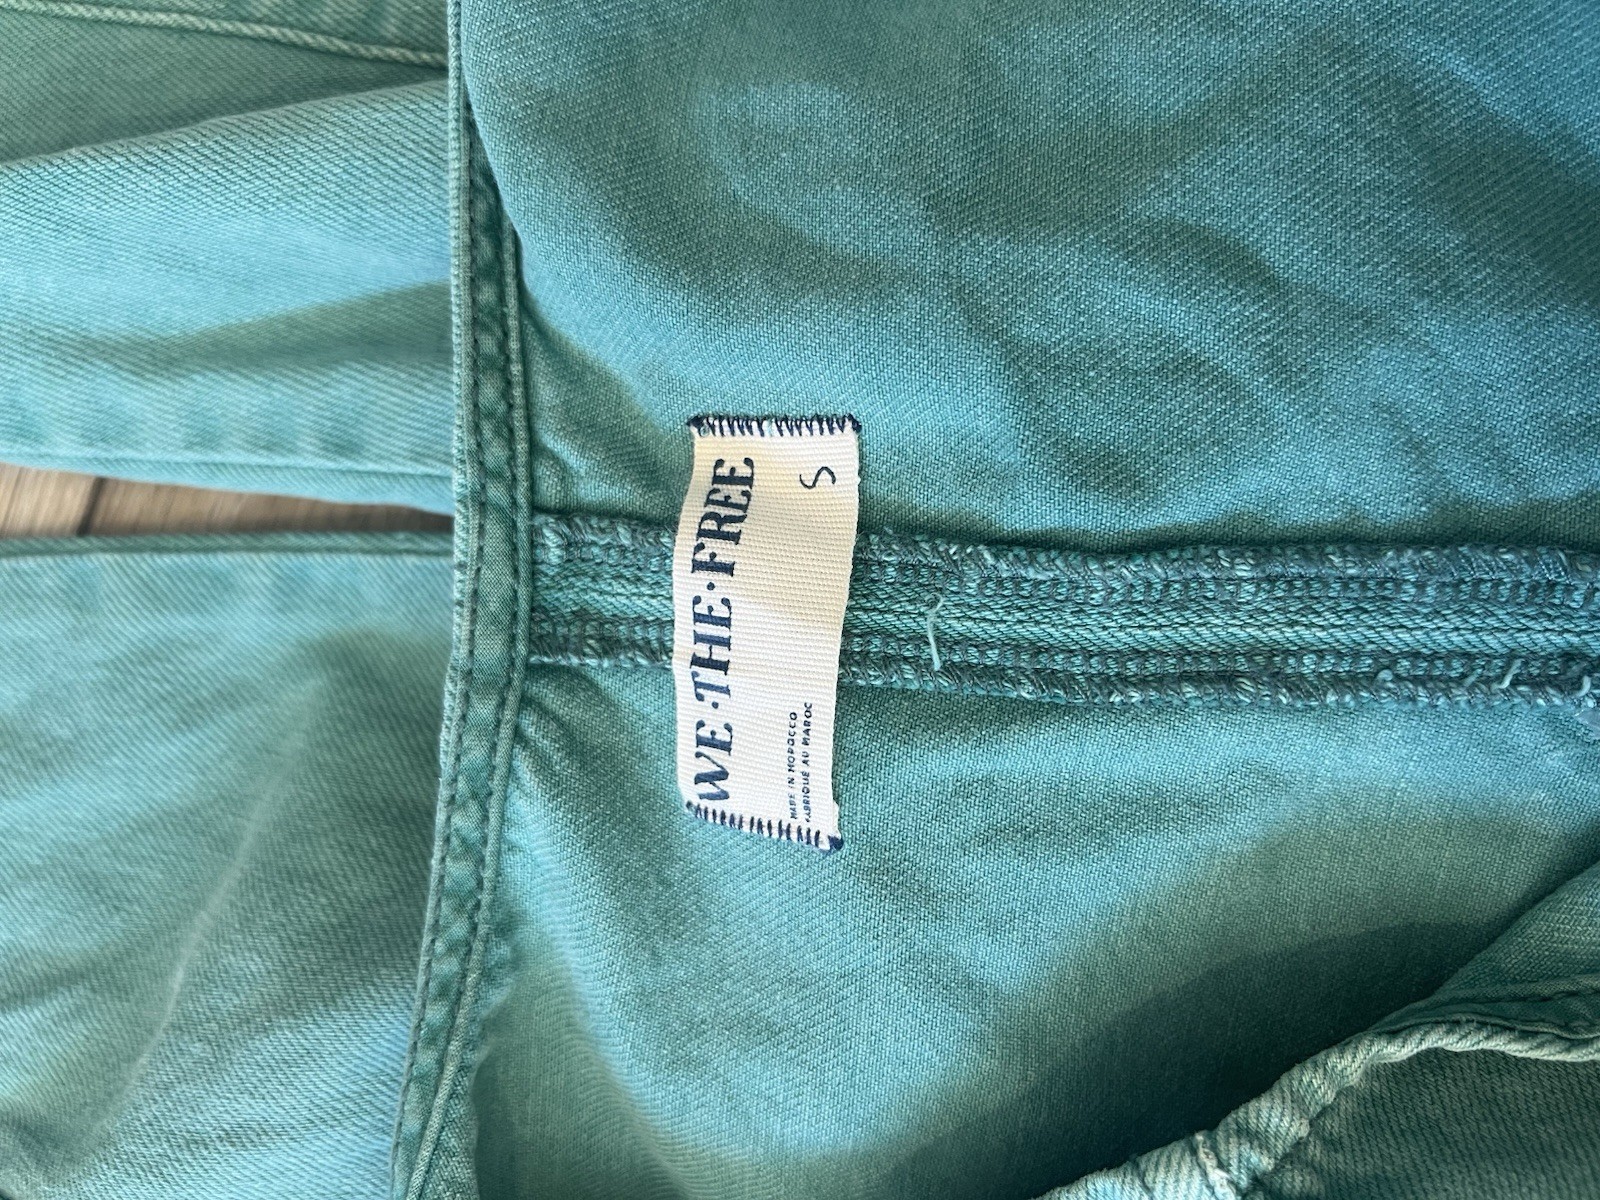 WE·THE·FREE
S
MADE IN MOROCCO
FABRIQUÉ AU MAROC